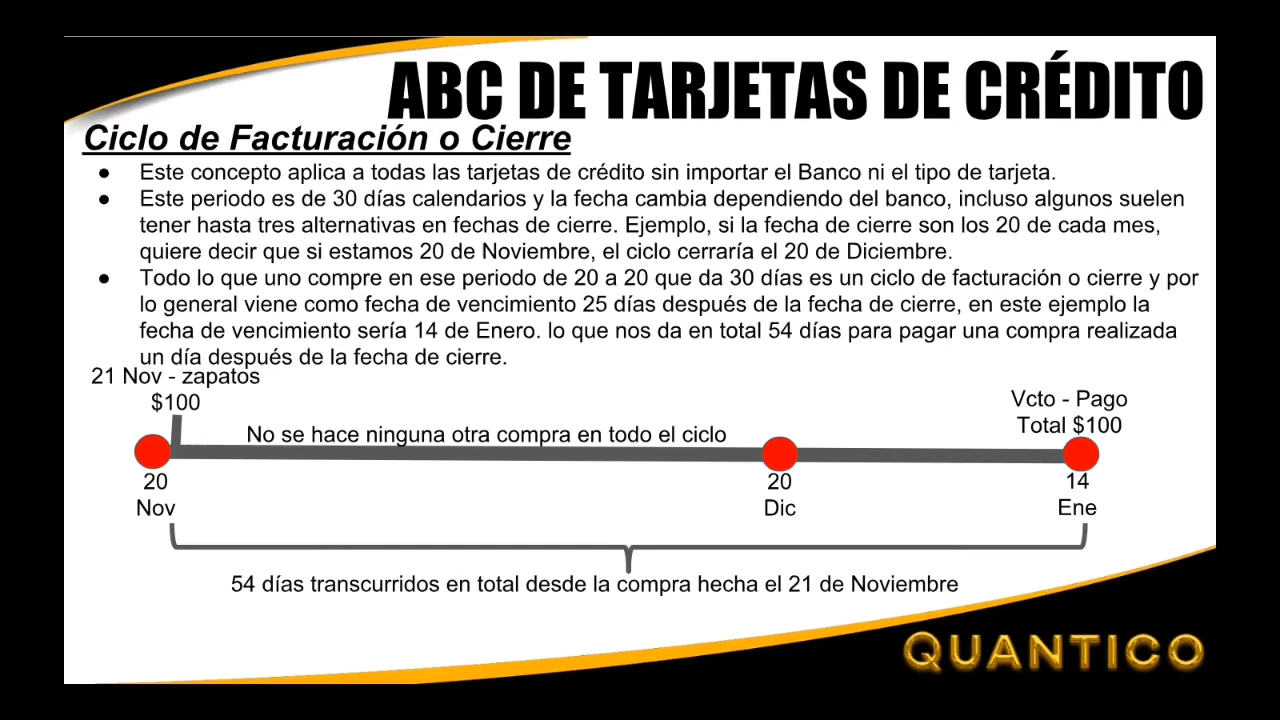 ABC DE TARJETAS DE CRÉDITO
Ciclo de Facturación o Cierre
● Este concepto aplica a todas las tarjetas de crédito sin importar el Banco ni el tipo de tarjeta.
● Este periodo es de 30 días calendarios y la fecha cambia dependiendo del banco, incluso algunos suelen
tener hasta tres alternativas en fechas de cierre. Ejemplo, si la fecha de cierre son los 20 de cada mes,
quiere decir que si estamos 20 de Noviembre, el ciclo cerraría el 20 de Diciembre.
● Todo lo que uno compre en ese periodo de 20 a 20 que da 30 días es un ciclo de facturación o cierre y por
lo general viene como fecha de vencimiento 25 días después de la fecha de cierre, en este ejemplo la
fecha de vencimiento sería 14 de Enero. lo que nos da en total 54 días para pagar una compra realizada
un día después de la fecha de cierre.
21 Nov - zapatos
$100
Vcto - Pago
Total $100
No se hace ninguna otra compra en todo el ciclo
20
Nov
20
Dic
14
Ene
54 días transcurridos en total desde la compra hecha el 21 de Noviembre
QUANTICO